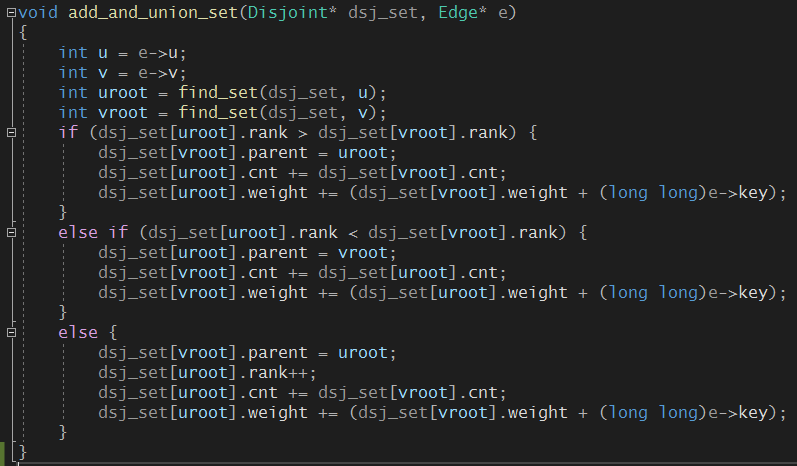 void add_and_union_set(Disjoint* dsj_set, Edge* e)
{
    int u = e->u;
    int v = e->v;
    int uroot = find_set(dsj_set, u);
    int vroot = find_set(dsj_set, v);
    if (dsj_set[uroot].rank > dsj_set[vroot].rank) {
        dsj_set[vroot].parent = uroot;
        dsj_set[uroot].cnt += dsj_set[vroot].cnt;
        dsj_set[uroot].weight += (dsj_set[vroot].weight + (long long)e->key);
    }
    else if (dsj_set[uroot].rank < dsj_set[vroot].rank) {
        dsj_set[uroot].parent = vroot;
        dsj_set[vroot].cnt += dsj_set[uroot].cnt;
        dsj_set[vroot].weight += (dsj_set[uroot].weight + (long long)e->key);
    }
    else {
        dsj_set[vroot].parent = uroot;
        dsj_set[uroot].rank++;
        dsj_set[uroot].cnt += dsj_set[vroot].cnt;
        dsj_set[uroot].weight += (dsj_set[vroot].weight + (long long)e->key);
    }
}